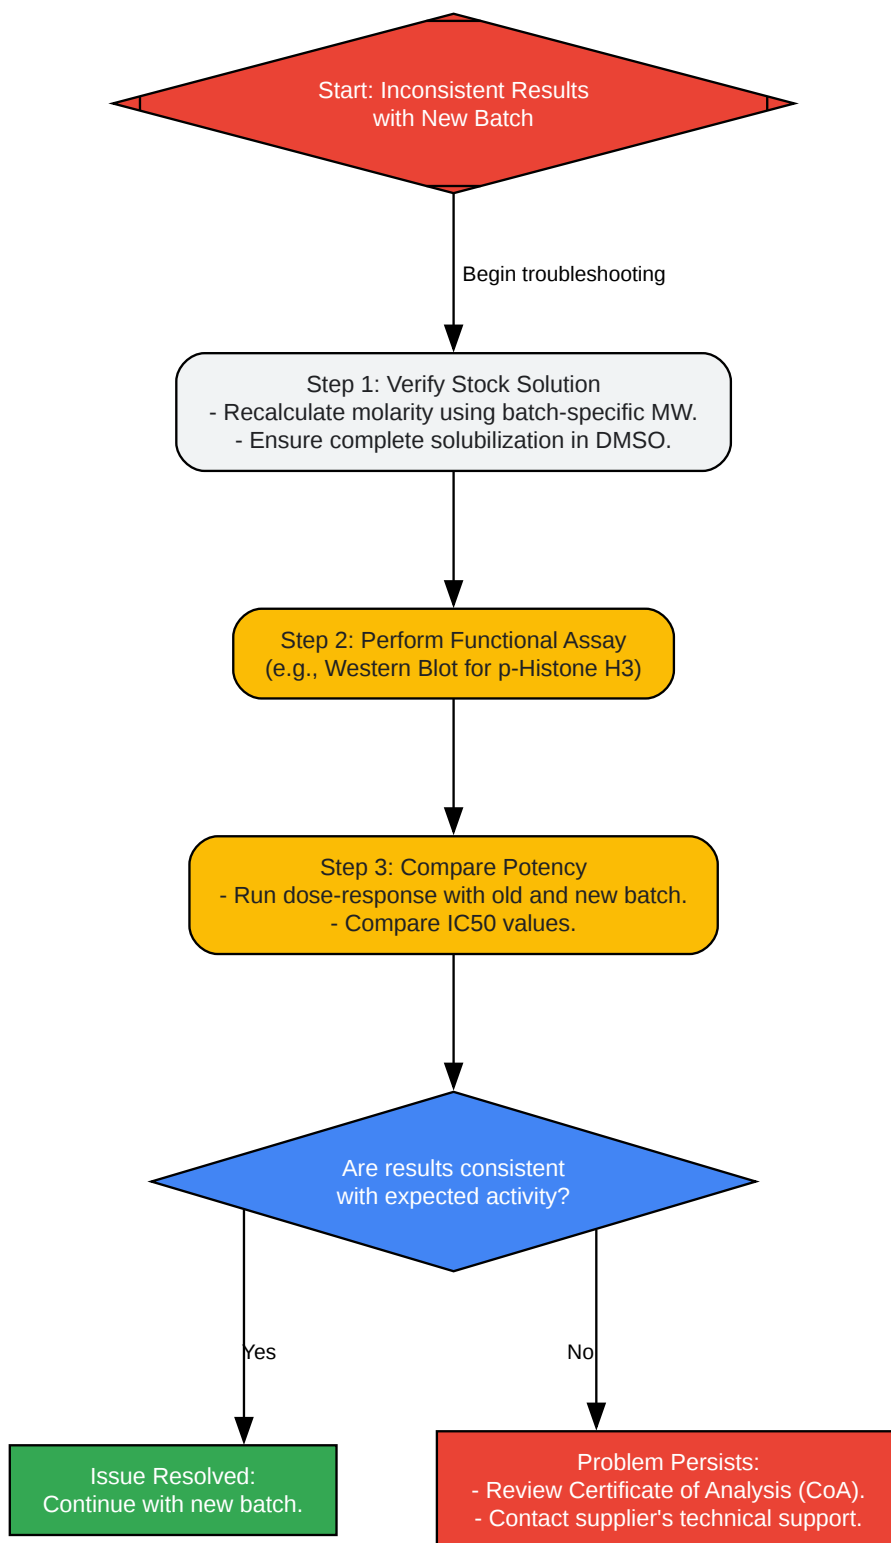 Start: Inconsistent Results
with New Batch
Begin troubleshooting
Step 1: Verify Stock Solution
- Recalculate molarity using batch-specific MW.
- Ensure complete solubilization in DMSO.
Step 2: Perform Functional Assay
(e.g., Western Blot for p-Histone H3)
Step 3: Compare Potency
- Run dose-response with old and new batch.
- Compare IC50 values.
Are results consistent
with expected activity?
Yes
No
Issue Resolved:
Continue with new batch.
Problem Persists:
- Review Certificate of Analysis (CoA).
- Contact supplier's technical support.